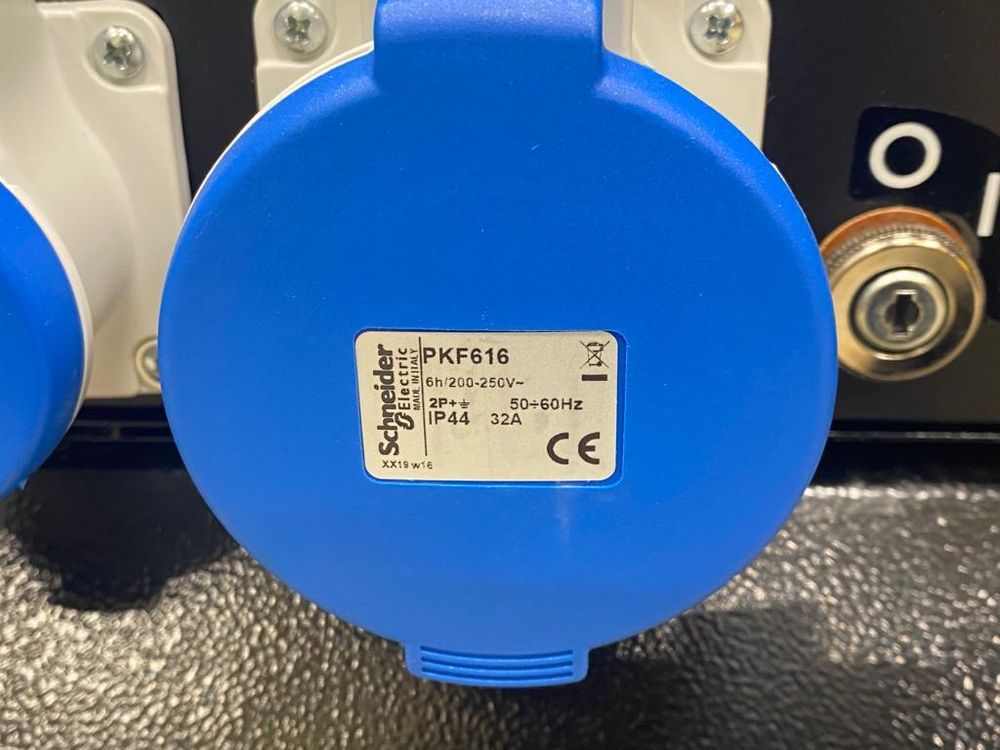 Schneider
Electric
MADE IN ITALY
PKF616
6h/200-250V~
2P+⏚ 50÷60Hz
IP44 32A
XX19 w16
CE
O
I